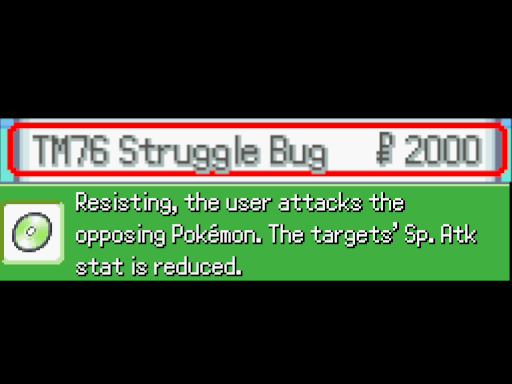 TM76 Struggle Bug ₽ 2000
Resisting, the user attacks the
opposing Pokémon. The targets' Sp. Atk
stat is reduced.